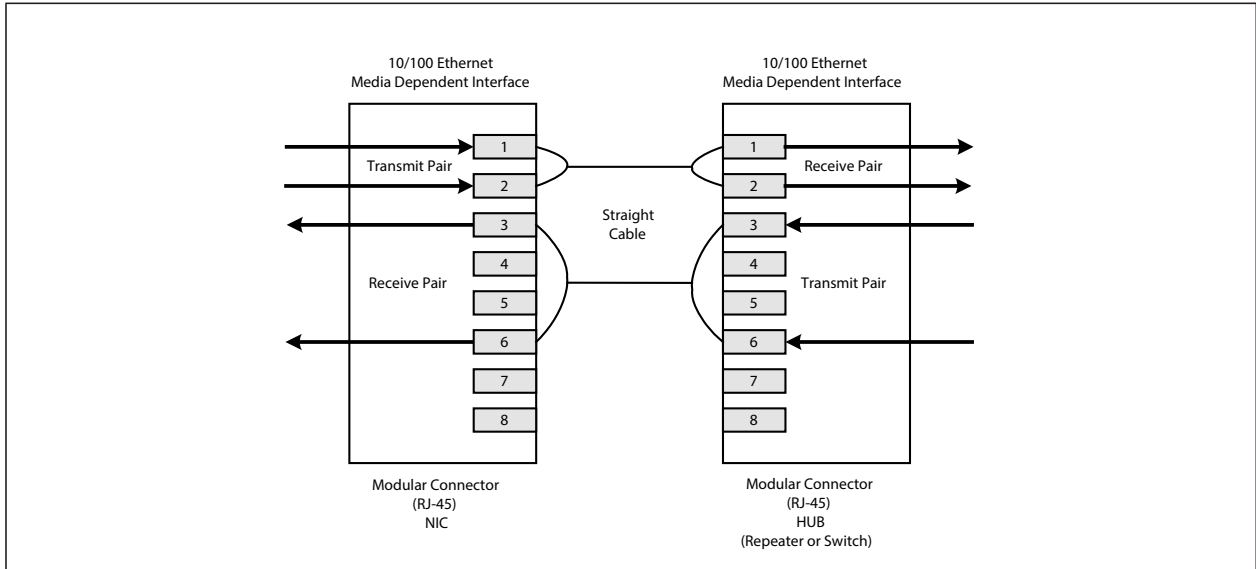 10/100 Ethernet
Media Dependent Interface
10/100 Ethernet
Media Dependent Interface
1
Transmit Pair
2
3
4
Receive Pair
5
6
7
8
Straight
Cable
1
Receive Pair
2
3
4
Transmit Pair
5
6
7
8
Modular Connector
(RJ-45)
NIC
Modular Connector
(RJ-45)
HUB
(Repeater or Switch)